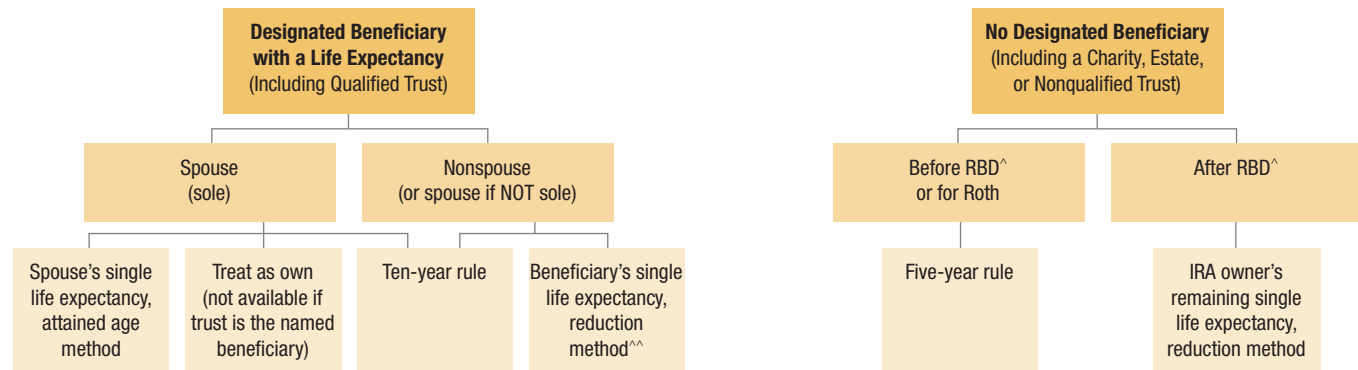 Designated Beneficiary
with a Life Expectancy
(Including Qualified Trust)
No Designated Beneficiary
(Including a Charity, Estate,
or Nonqualified Trust)
Spouse
(sole)
Nonspouse
(or spouse if NOT sole)
Before RBD^
or for Roth
After RBD^
Spouse’s single
life expectancy,
attained age
method
Treat as own
(not available if
trust is the named
beneficiary)
Ten-year rule
Beneficiary’s single
life expectancy,
reduction
method^^
Five-year rule
IRA owner’s
remaining single
life expectancy,
reduction method